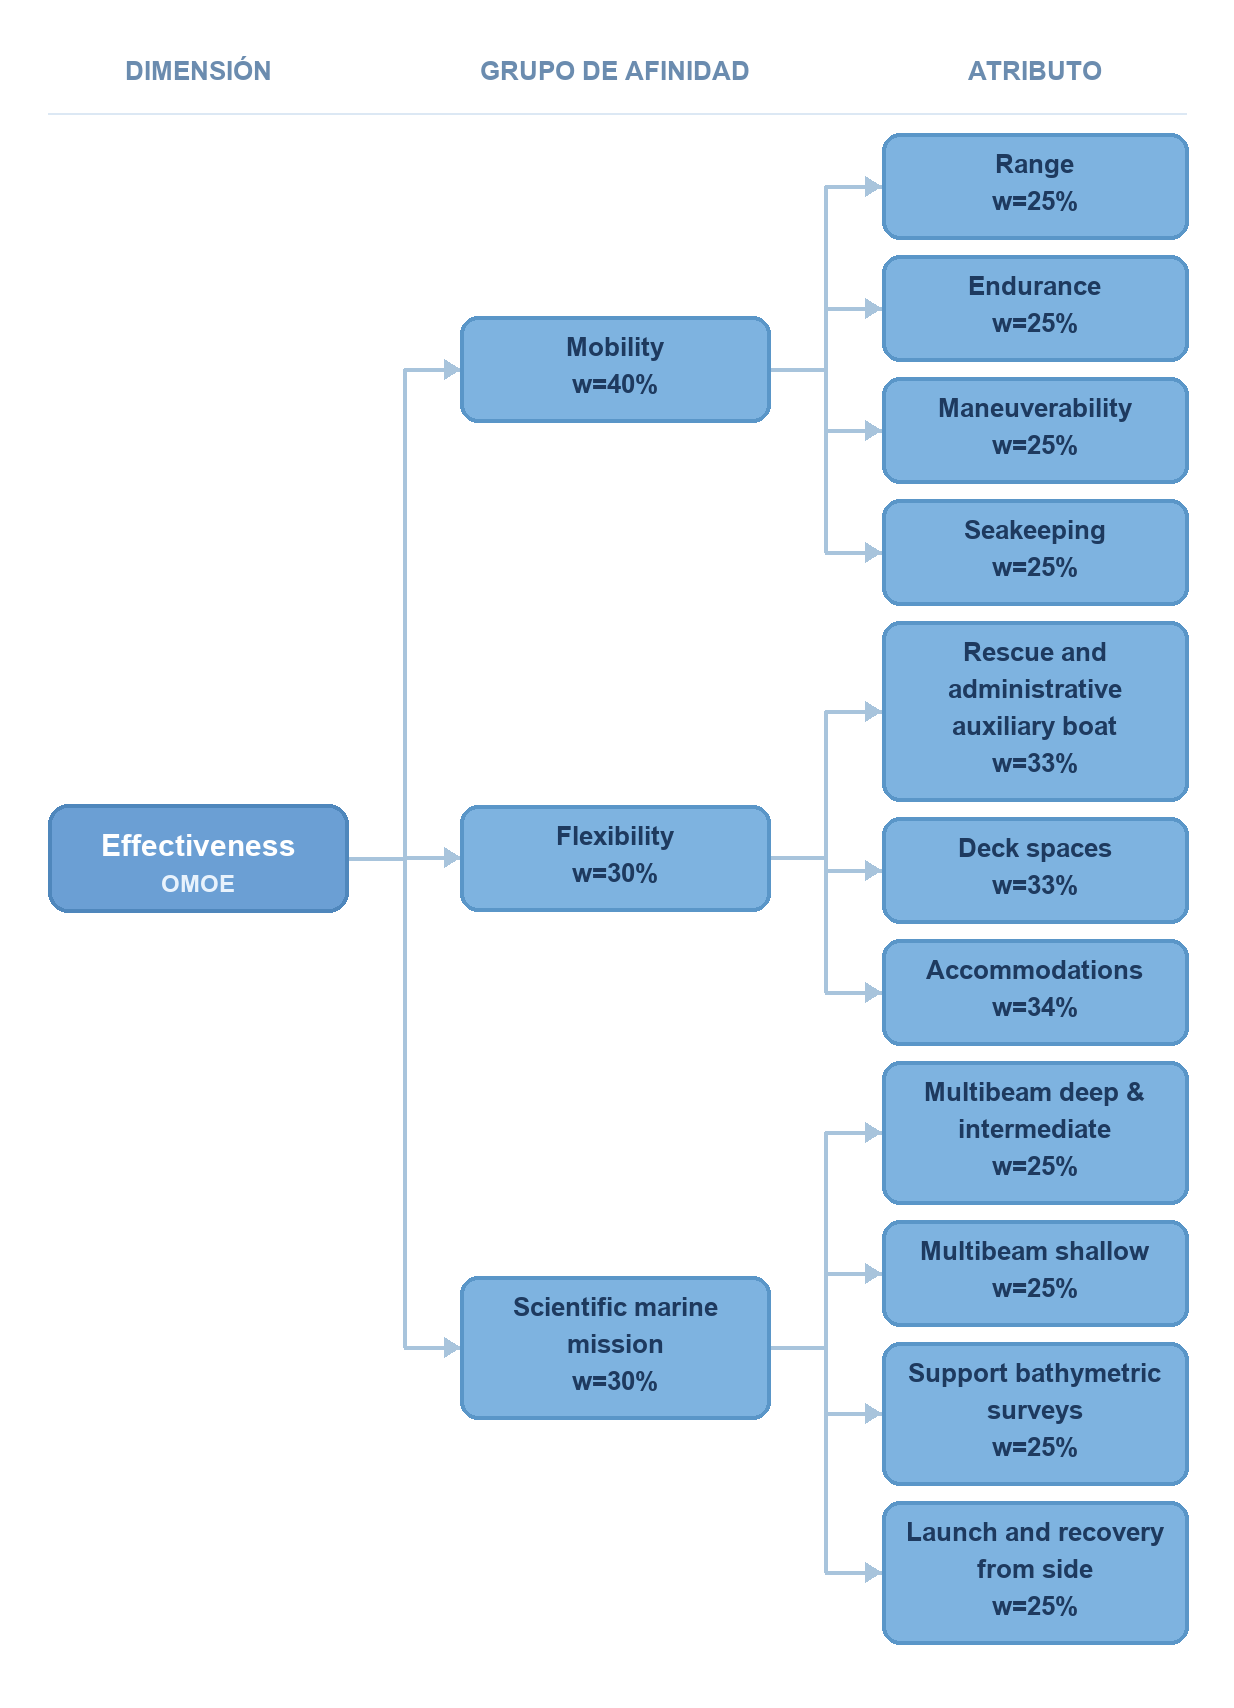 DIMENSIÓN
GRUPO DE AFINIDAD
ATRIBUTO
Effectiveness
OMOE
Mobility
w=40%
Range
w=25%
Endurance
w=25%
Maneuverability
w=25%
Seakeeping
w=25%
Flexibility
w=30%
Rescue and
administrative
auxiliary boat
w=33%
Deck spaces
w=33%
Accommodations
w=34%
Scientific marine
mission
w=30%
Multibeam deep &
intermediate
w=25%
Multibeam shallow
w=25%
Support bathymetric
surveys
w=25%
Launch and recovery
from side
w=25%